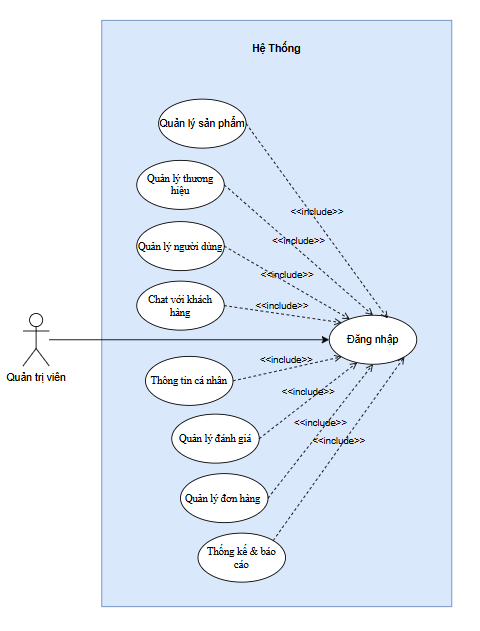 Hệ Thống
Quản lý sản phẩm
Quản lý thương
hiệu
<<include>>
<<include>>
Quản lý người dùng
<<include>>
Chat với khách
hàng
<<include>>
Đăng nhập
Quản trị viên
<<include>>
Thông tin cá nhân
<<include>>
<<include>>
Quản lý đánh giá
<<include>>
Quản lý đơn hàng
Thống kế & báo
cáo